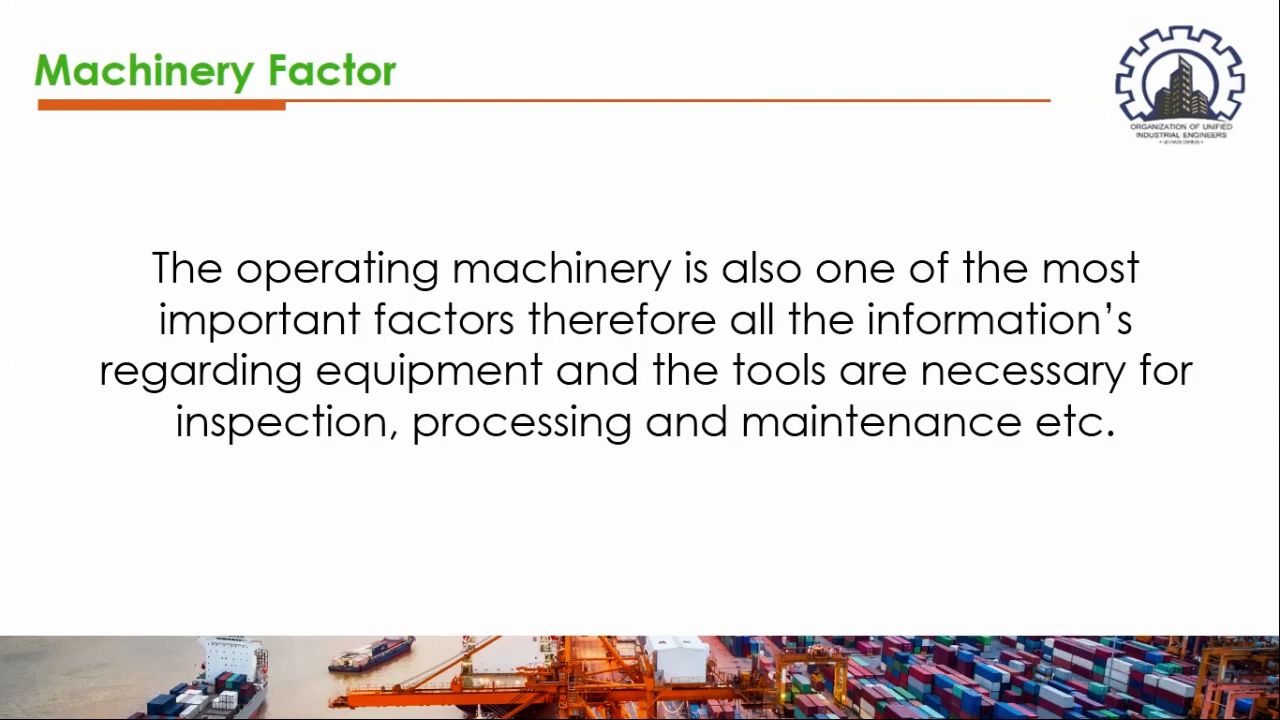 Machinery Factor
ORGANIZATION OF UNIFIED
INDUSTRIAL ENGINEERS
The operating machinery is also one of the most
important factors therefore all the information’s
regarding equipment and the tools are necessary for
inspection, processing and maintenance etc.